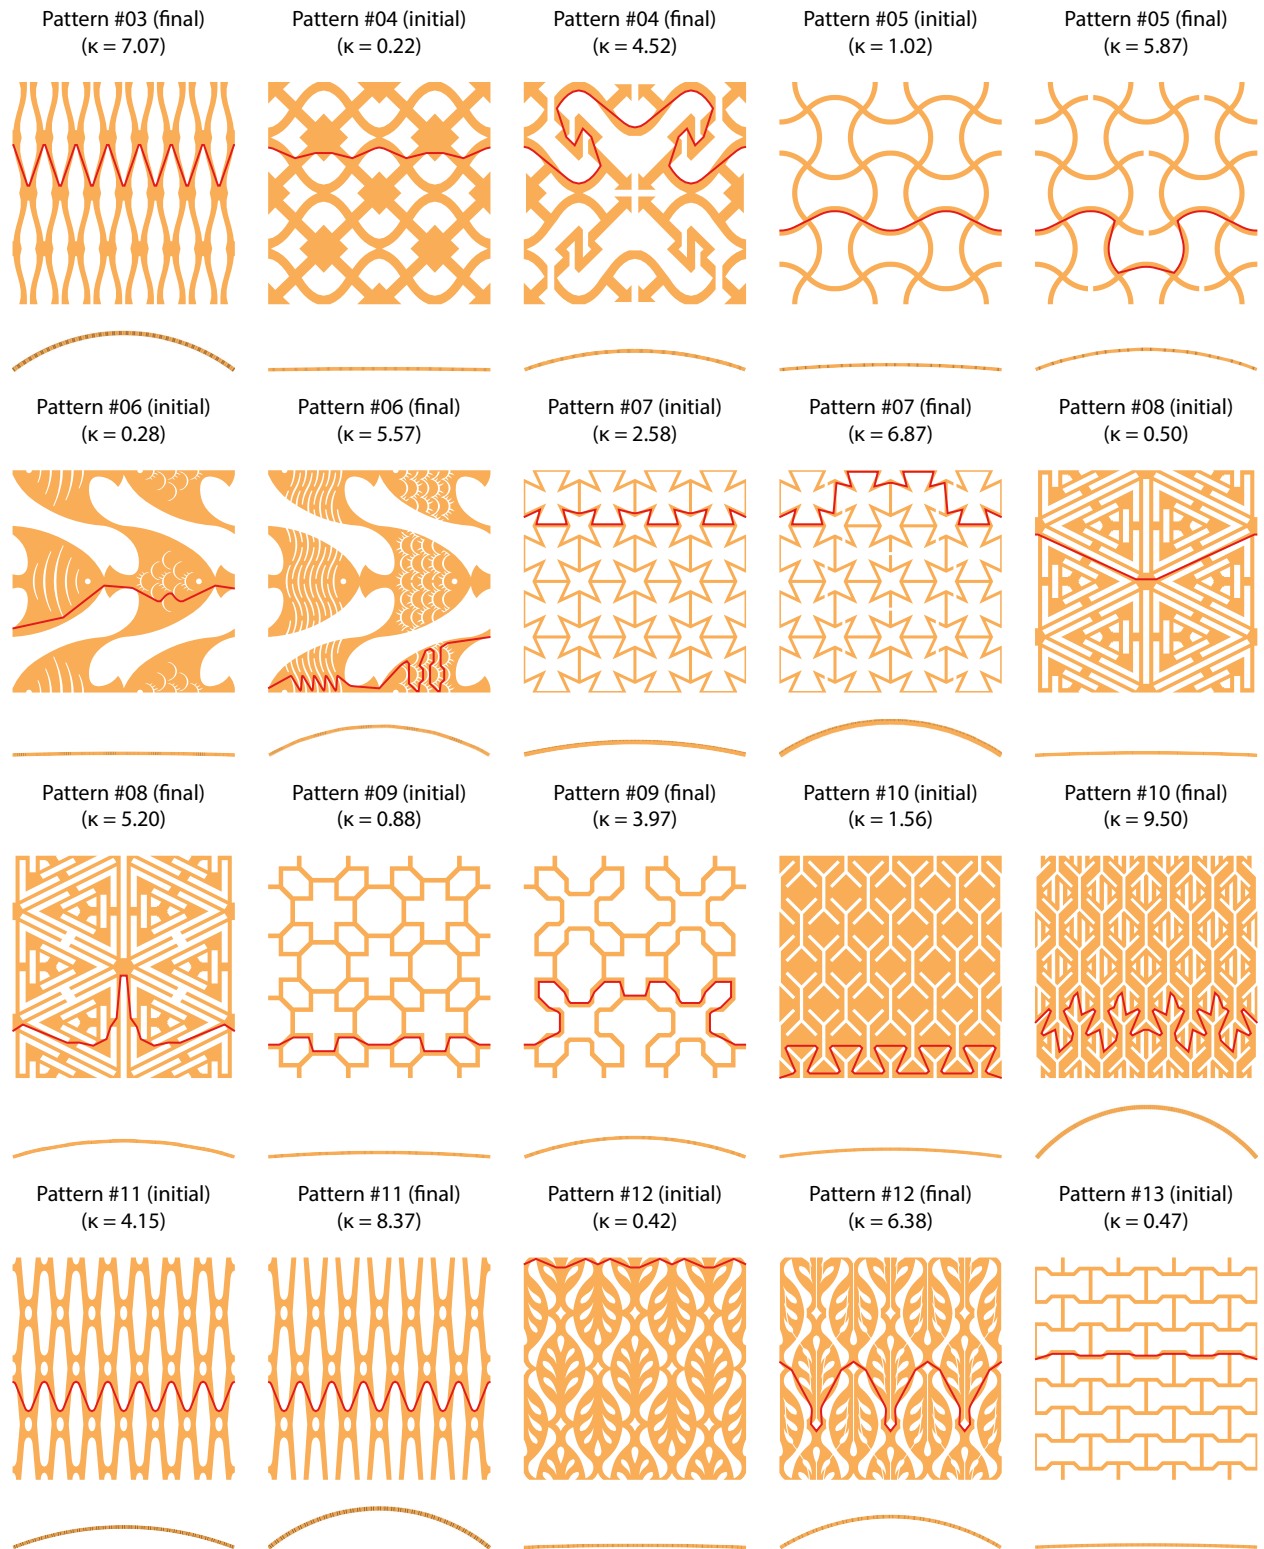 Pattern #03 (final)
(κ = 7.07)
Pattern #04 (initial)
(κ = 0.22)
Pattern #04 (final)
(κ = 4.52)
Pattern #05 (initial)
(κ = 1.02)
Pattern #05 (final)
(κ = 5.87)
Pattern #06 (initial)
(κ = 0.28)
Pattern #06 (final)
(κ = 5.57)
Pattern #07 (initial)
(κ = 2.58)
Pattern #07 (final)
(κ = 6.87)
Pattern #08 (initial)
(κ = 0.50)
Pattern #08 (final)
(κ = 5.20)
Pattern #09 (initial)
(κ = 0.88)
Pattern #09 (final)
(κ = 3.97)
Pattern #10 (initial)
(κ = 1.56)
Pattern #10 (final)
(κ = 9.50)
Pattern #11 (initial)
(κ = 4.15)
Pattern #11 (final)
(κ = 8.37)
Pattern #12 (initial)
(κ = 0.42)
Pattern #12 (final)
(κ = 6.38)
Pattern #13 (initial)
(κ = 0.47)